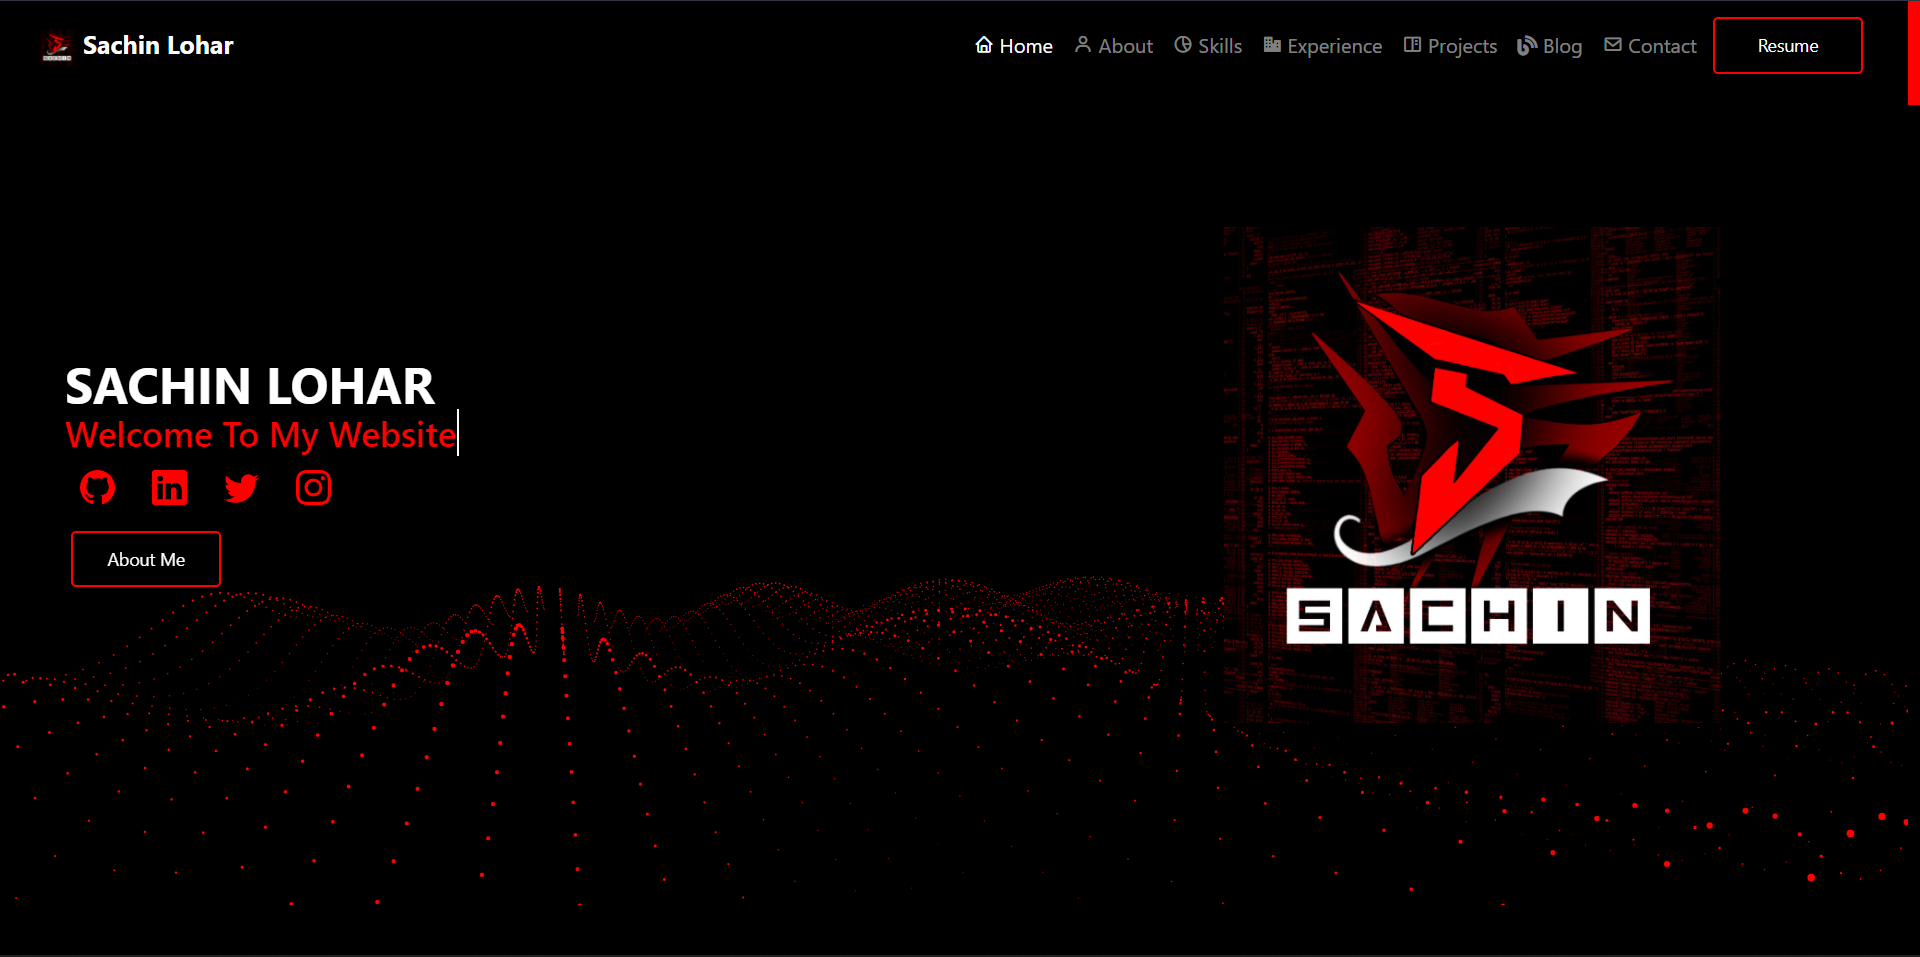 Sachin Lohar
Home About Skills Experience Projects Blog Contact Resume
SACHIN LOHAR
Welcome To My Website
About Me
SACHIN